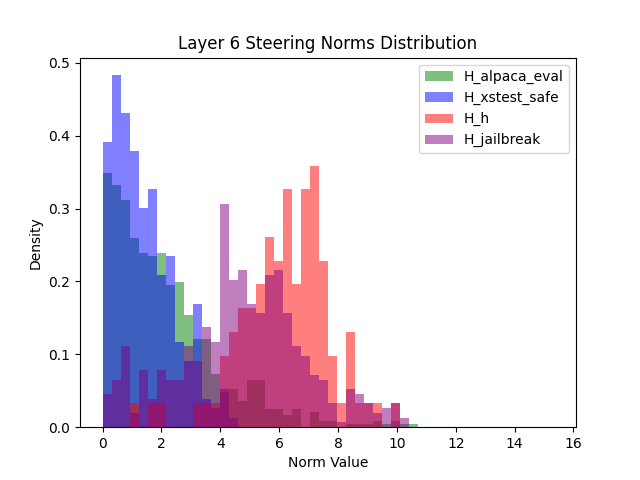 Layer 6 Steering Norms Distribution
H_alpaca_eval
H_xstest_safe
H_h
H_jailbreak
Density
0.5
0.4
0.3
0.2
0.1
0.0
0 2 4 6 8 10 12 14 16
Norm Value